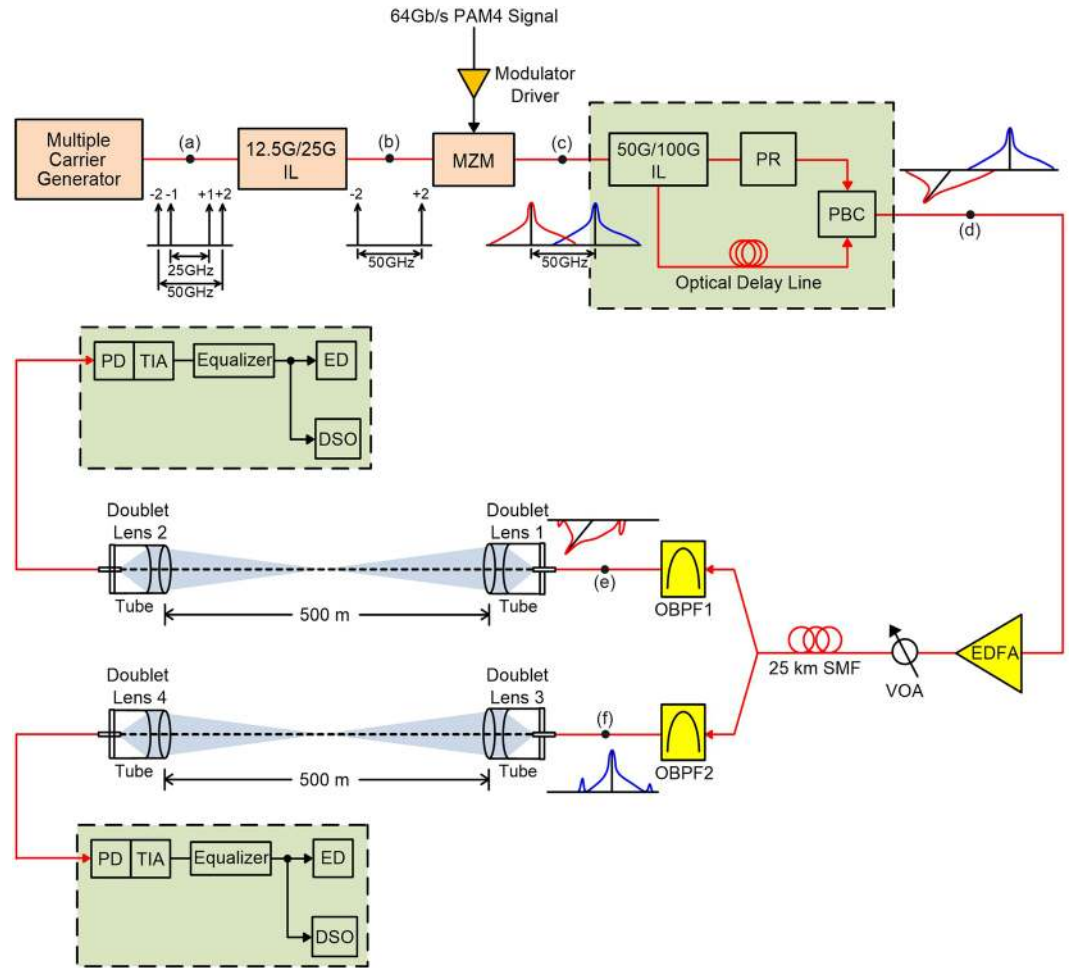 64Gb/s PAM4 Signal
Modulator
Driver
Multiple
Carrier
Generator
(a)
12.5G/25G
IL
(b)
MZM
(c)
50G/100G
IL
PR
PBC
(d)
Optical Delay Line
-2 -1 +1 +2
25GHz
50GHz
-2 +2
50GHz
50GHz
PD TIA Equalizer ED
DSO
Doublet
Lens 2
Tube
500 m
Doublet
Lens 1
Tube
(e)
OBPF1
25 km SMF
VOA
EDFA
Doublet
Lens 4
Tube
500 m
Doublet
Lens 3
Tube
(f)
OBPF2
PD TIA Equalizer ED
DSO